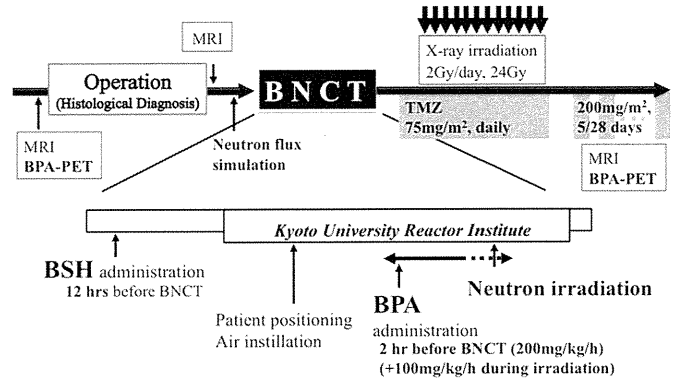 MRI
X-ray irradiation
2Gy/day, 24Gy
Operation
(Histological Diagnosis)
BNCT
TMZ
75mg/m², daily
200mg/m²,
5/28 days
MRI
BPA-PET
Neutron flux
simulation
MRI
BPA-PET
Kyoto University Reactor Institute
BSH administration
12 hrs before BNCT
Patient positioning
Air instillation
BPA
administration
2 hr before BNCT (200mg/kg/h)
(+100mg/kg/h during irradiation)
Neutron irradiation